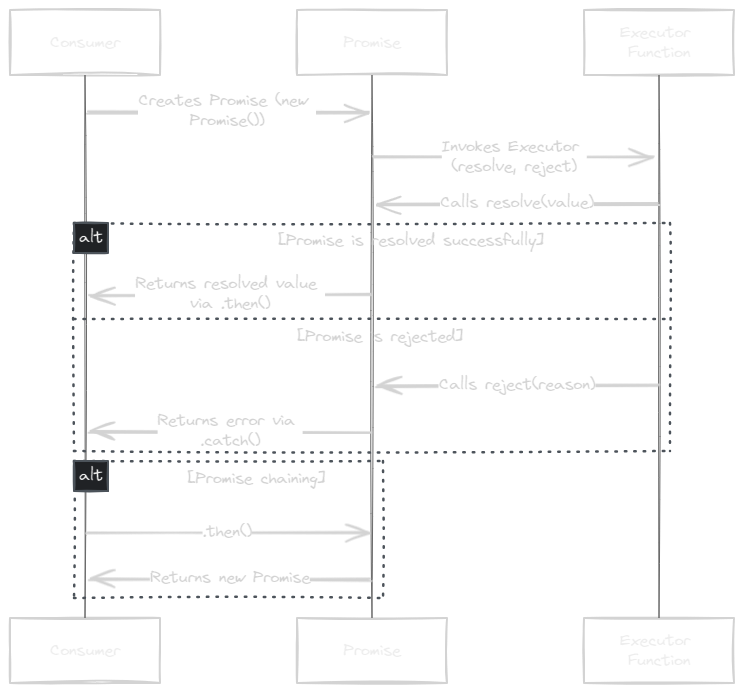 Consumer
Promise
Executor
Function
Creates Promise (new
Promise())
Invokes Executor
(resolve, reject)
Calls resolve(value)
alt
[Promise is resolved successfully]
Returns resolved value
via .then()
[Promise is rejected]
Calls reject(reason)
Returns error via
.catch()
alt
[Promise chaining]
.then()
Returns new Promise
Consumer
Promise
Executor
Function